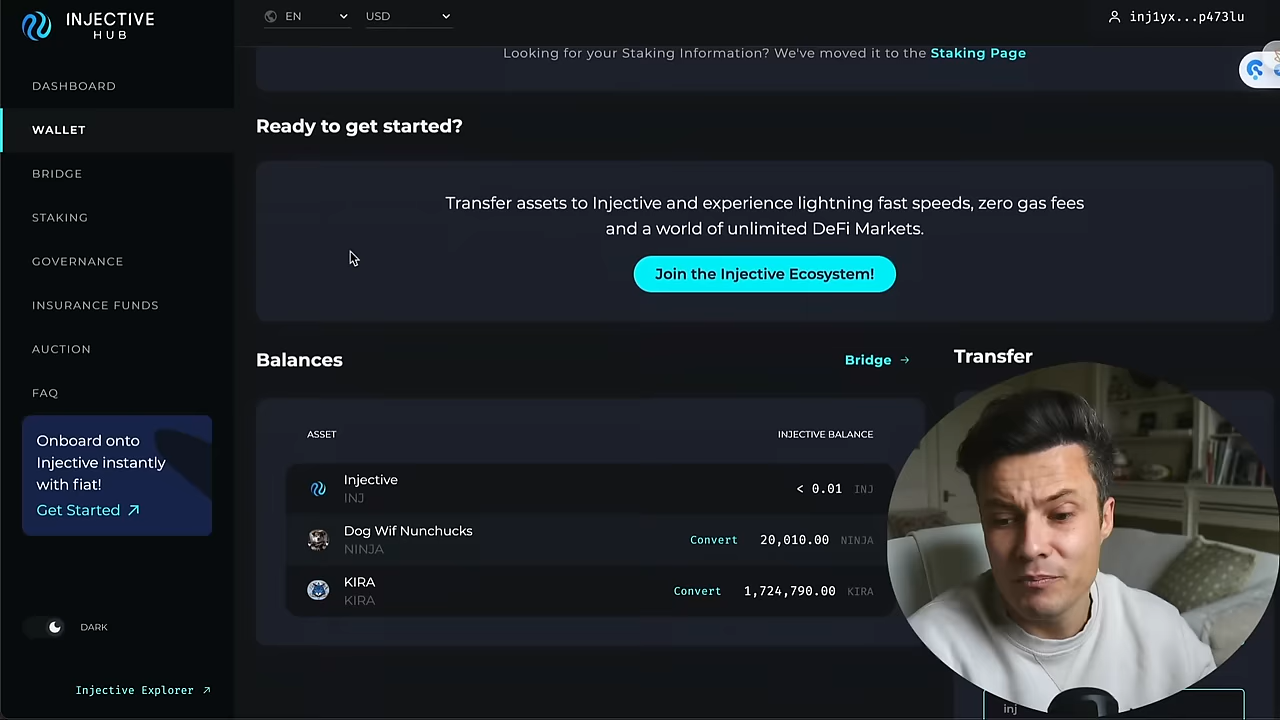 INJECTIVE
HUB
EN
USD
inj1yx...p473lu
DASHBOARD
WALLET
BRIDGE
STAKING
GOVERNANCE
INSURANCE FUNDS
AUCTION
FAQ
Onboard onto
Injective instantly
with fiat!
Get Started
DARK
Injective Explorer
Looking for your Staking Information? We've moved it to the Staking Page
Ready to get started?
Transfer assets to Injective and experience lightning fast speeds, zero gas fees
and a world of unlimited DeFi Markets.
Join the Injective Ecosystem!
Balances
Bridge →
ASSET
INJECTIVE BALANCE
Injective
INJ
< 0.01 INJ
Dog Wif Nunchucks
NINJA
Convert 20,010.00 NINJA
KIRA
KIRA
Convert 1,724,790.00 KIRA
Transfer
inj